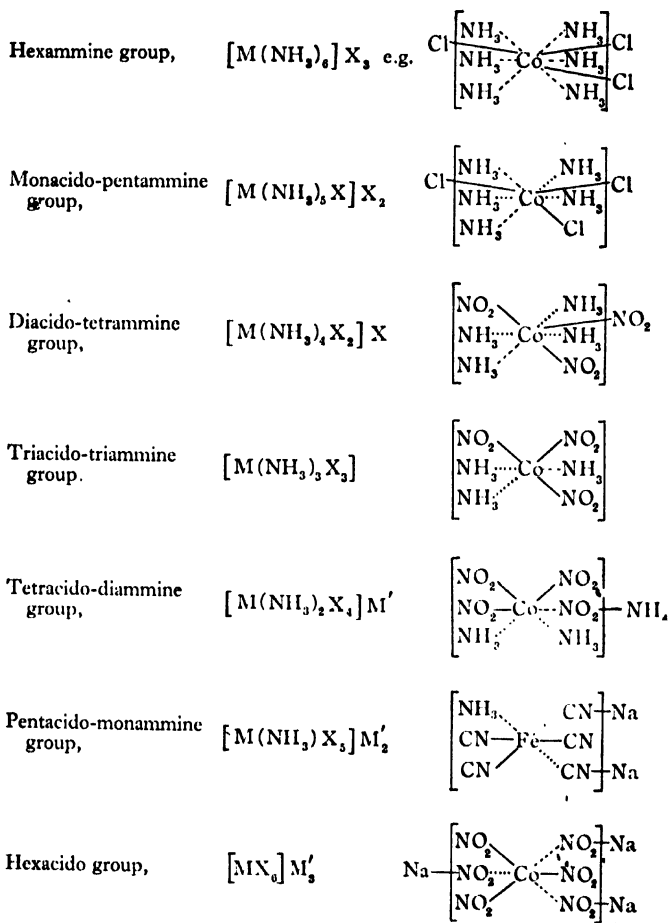 NH₃ NH₃
Cl Cl
Hexammine group, [M(NH₃)₆]X₃ e.g. NH₃ Co NH₃
Cl
NH₃ NH₃
Monacido-pentammine NH₃ NH₃
Cl Cl
group, [M(NH₃)₅X]X₂ NH₃ Co NH₃
NH₃ Cl
NO₂ NH₃
Diacido-tetrammine NO₂
group, [M(NH₃)₄X₂]X NH₃ Co NH₃
NH₃ NO₂
Triacido-triammine NO₂ NO₂
group. [M(NH₃)₃X₃] NH₃ Co NH₃
NH₃ NO₂
Tetracido-diammine NO₂ NO₂
group, [M(NH₃)₂X₄]M′ NO₂ Co NO₂ NH₄
NH₃ NH₃
Pentacido-monammine NH₃ CN Na
group, [M(NH₃)X₅]M′₂ CN Fe CN
CN CN Na
NO₂ NO₂ Na
Hexacido group, [MX₆]M′₃ Na NO₂ Co NO₂
NO₂ NO₂ Na